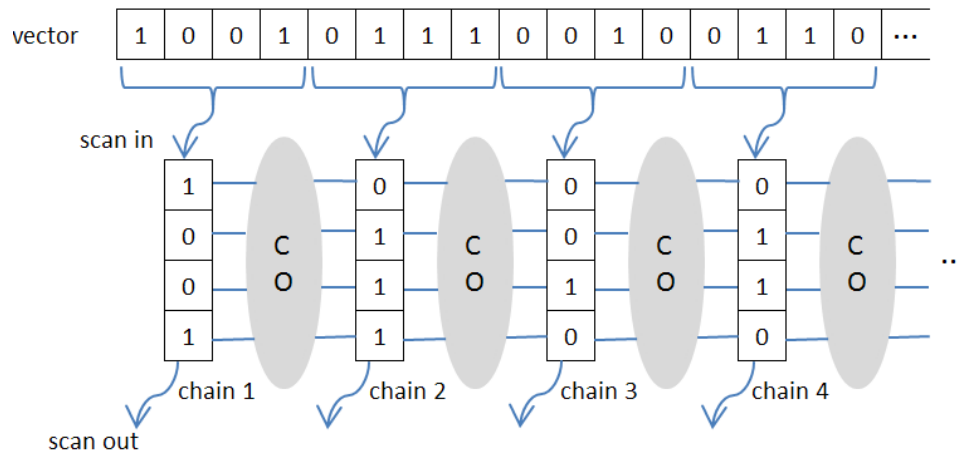 vector 1 0 0 1 0 1 1 1 0 0 1 0 0 1 1 0 ...
scan in
1 0 0 0
0 1 0 1
C C C C
O O O O
0 1 1 1 ..
1 1 0 0
chain 1 chain 2 chain 3 chain 4
scan out